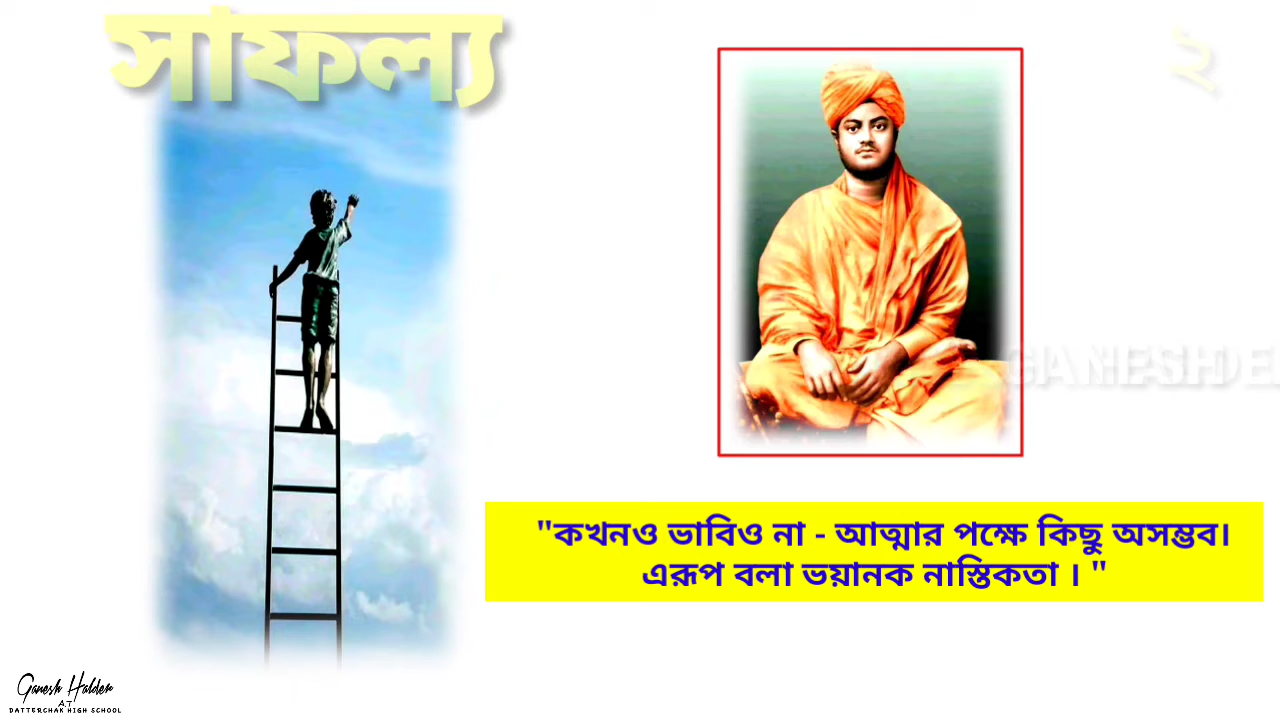 সাফল্য
২
"কখনও ভাবিও না - আত্মার পক্ষে কিছু অসম্ভব।
এরূপ বলা ভয়ানক নাস্তিকতা । "
Ganesh Halder
AT
DATTERCHAK HIGH SCHOOL